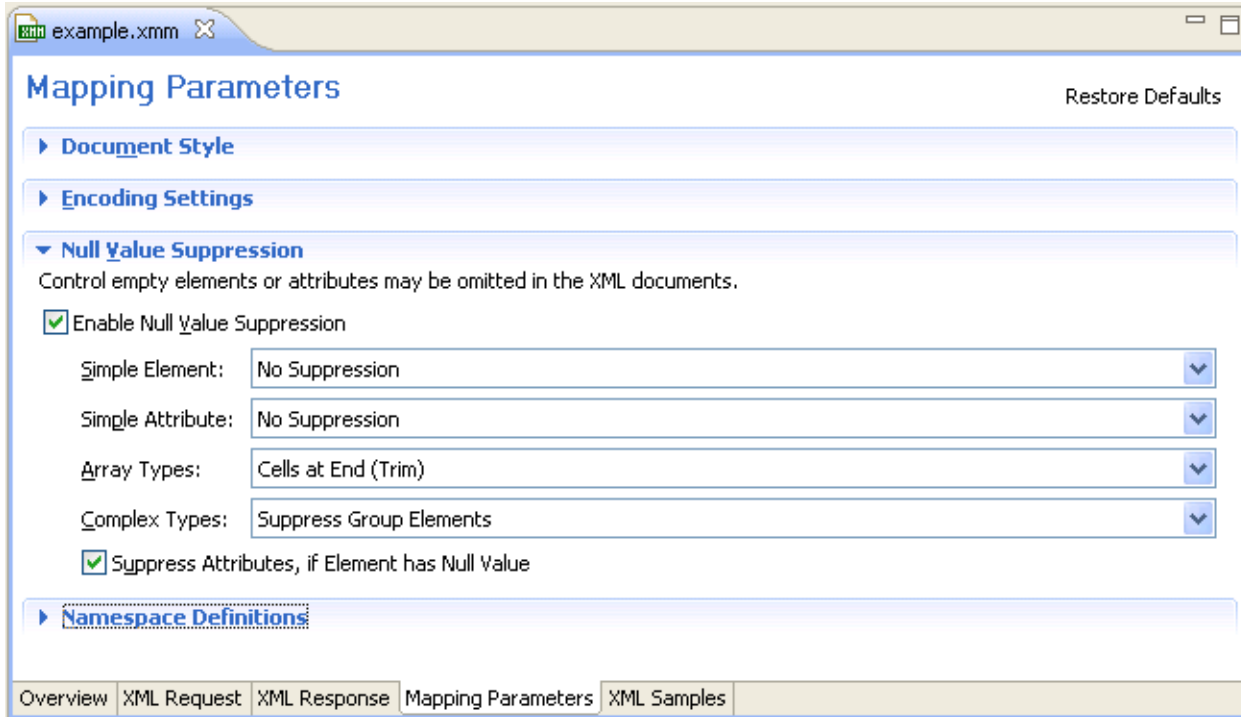 example.xmm
Mapping Parameters
Restore Defaults
Document Style
Encoding Settings
Null Value Suppression
Control empty elements or attributes may be omitted in the XML documents.
Enable Null Value Suppression
Simple Element: No Suppression
Simple Attribute: No Suppression
Array Types: Cells at End (Trim)
Complex Types: Suppress Group Elements
Suppress Attributes, if Element has Null Value
Namespace Definitions
Overview XML Request XML Response Mapping Parameters XML Samples